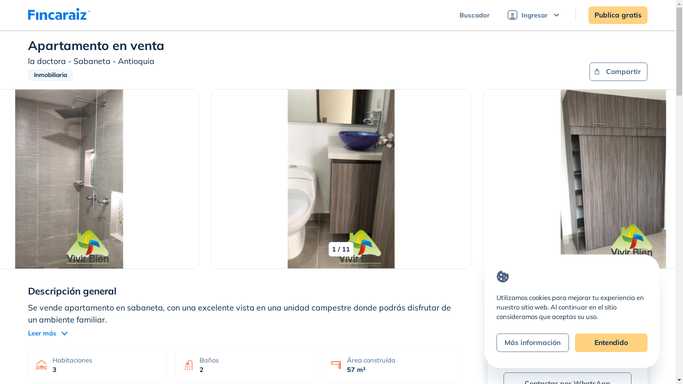 Fincaraiz
Buscador
Ingresar
Publica gratis
Apartamento en venta
la doctora - Sabaneta - Antioquia
Inmobiliaria
Compartir
Vivir Bien
1 / 11
Vivir Bien
Vivir Bien
Descripción general
Se vende apartamento en sabaneta, con una excelente vista en una unidad campestre donde podrás disfrutar de
un ambiente familiar.
Leer más
Habitaciones
3
Baños
2
Área construida
57 m²
Utilizamos cookies para mejorar tu experiencia en
nuestro sitio web. Al continuar en el sitio
consideramos que aceptas su uso.
Más información
Entendido
Contactar por WhatsApp